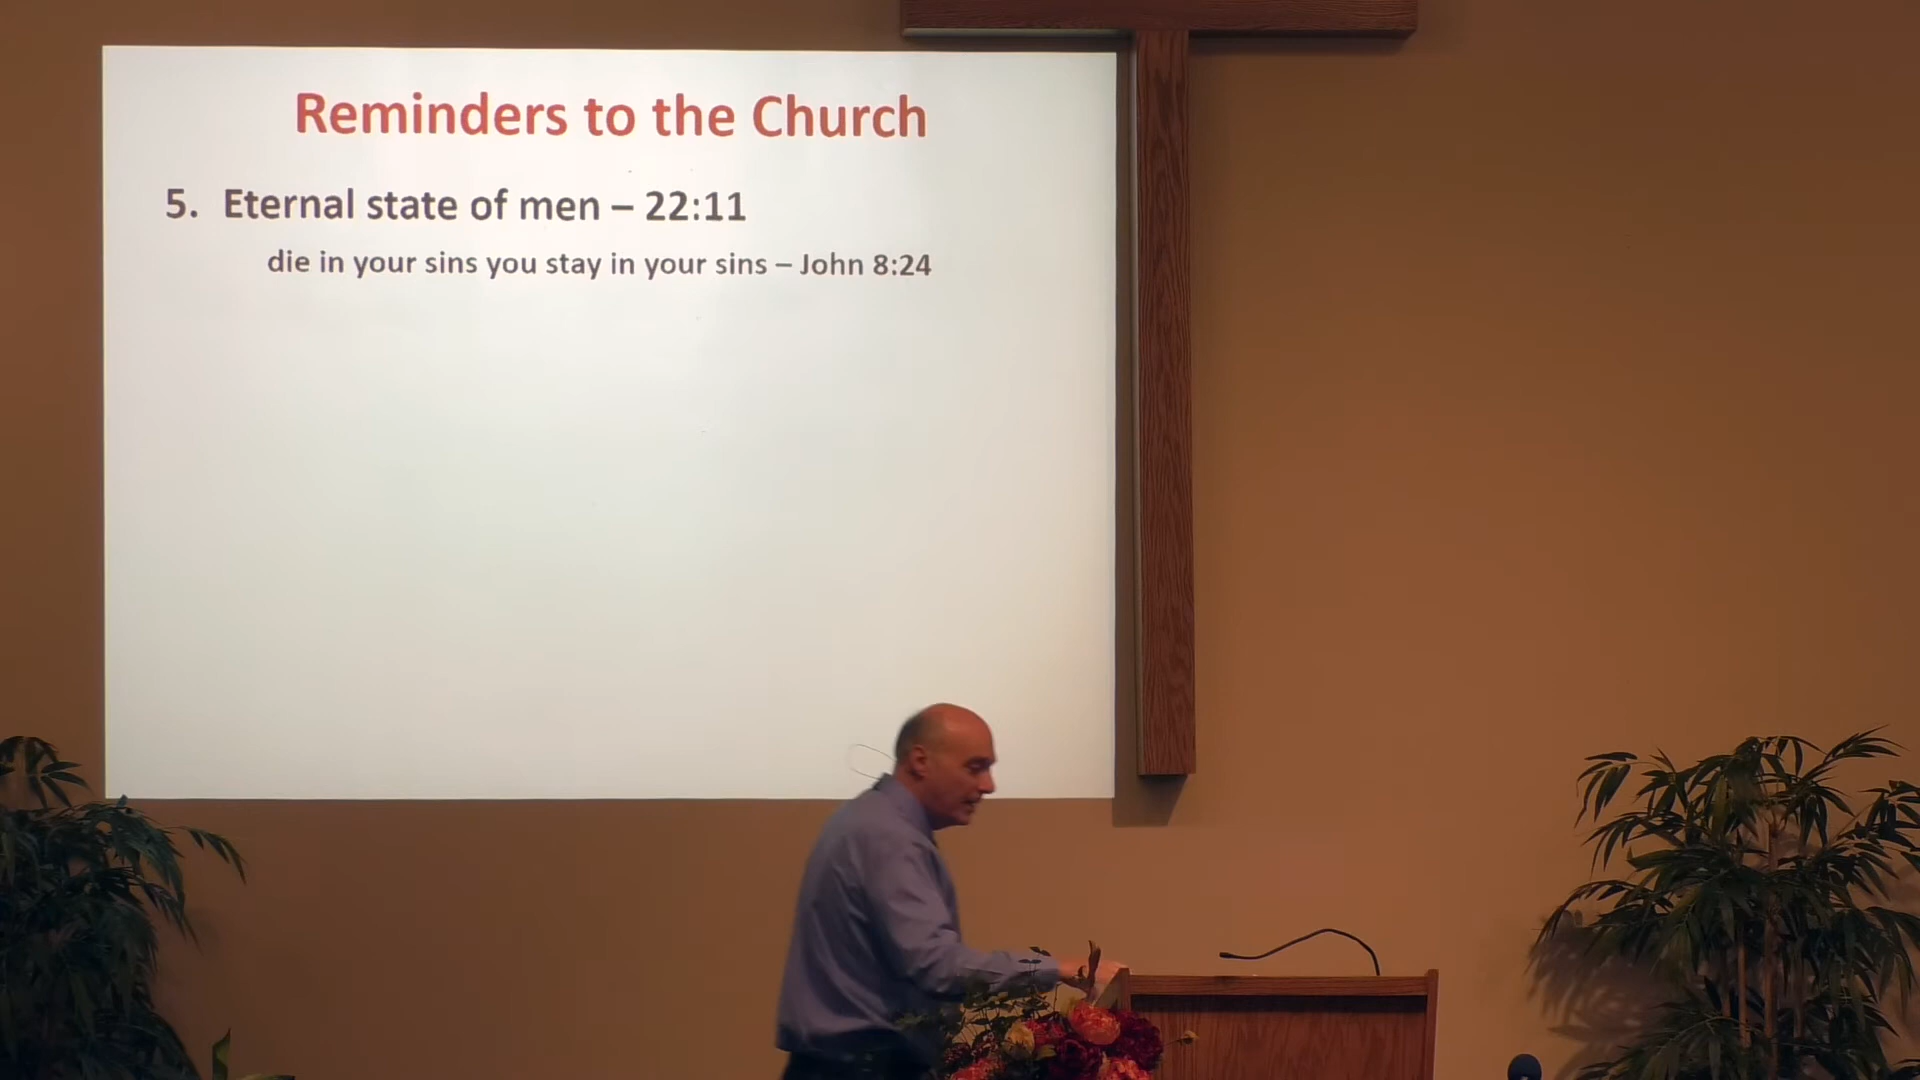 Reminders to the Church
5. Eternal state of men – 22:11
die in your sins you stay in your sins – John 8:24